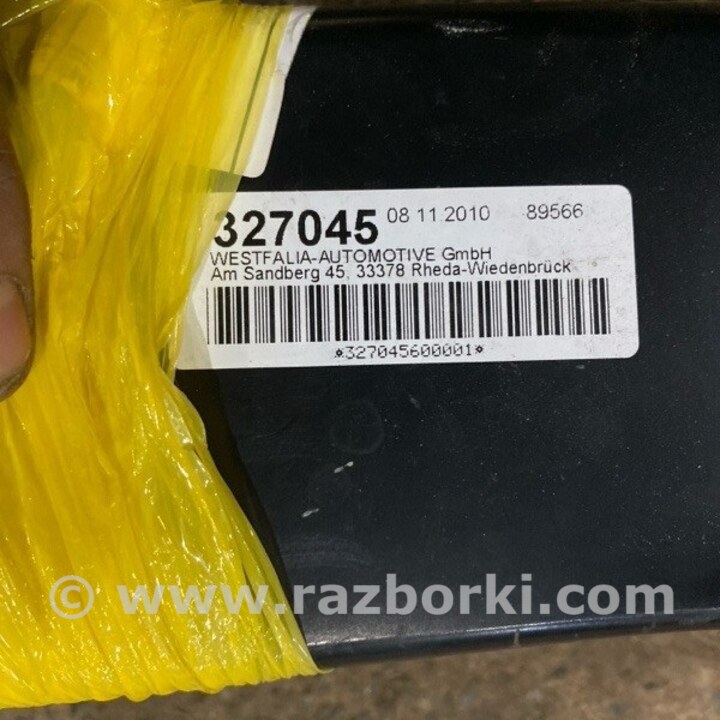 327045 08 11 2010 89566
WESTFALIA-AUTOMOTIVE GmbH
Am Sandberg 45, 33378 Rheda-Wiedenbrück
*327045600001*
© www.razborki.com